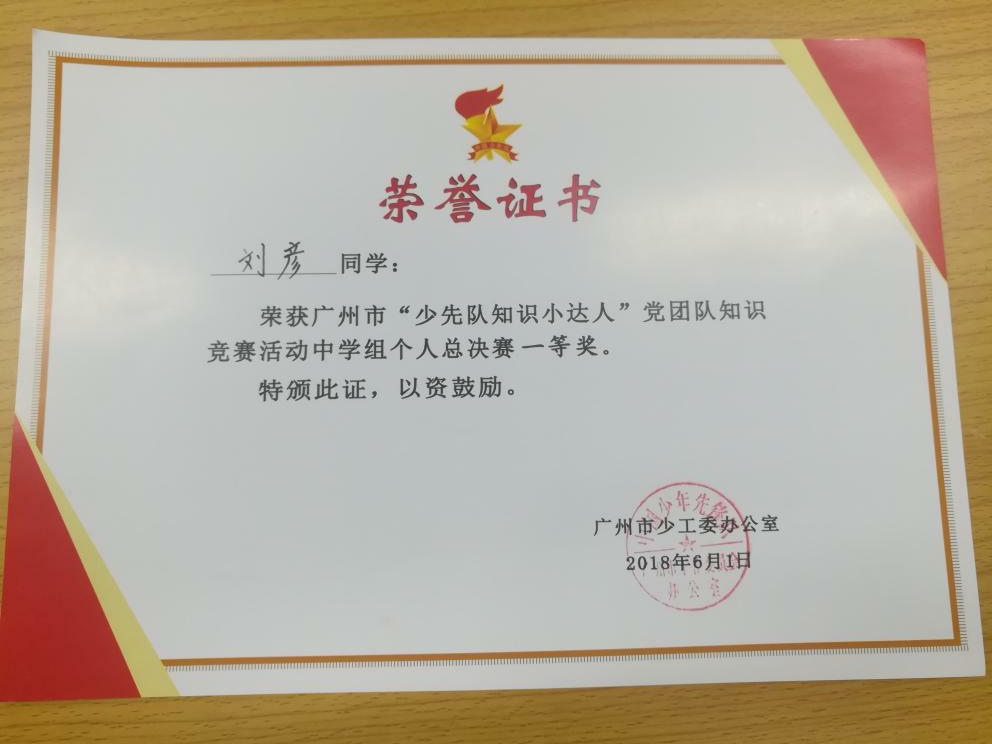 荣誉证书
刘彦 同学：
荣获广州市“少先队知识小达人”党团队知识
竞赛活动中学组个人总决赛一等奖。
特颁此证，以资鼓励。
广州市少工委办公室
2018年6月1日
办公室